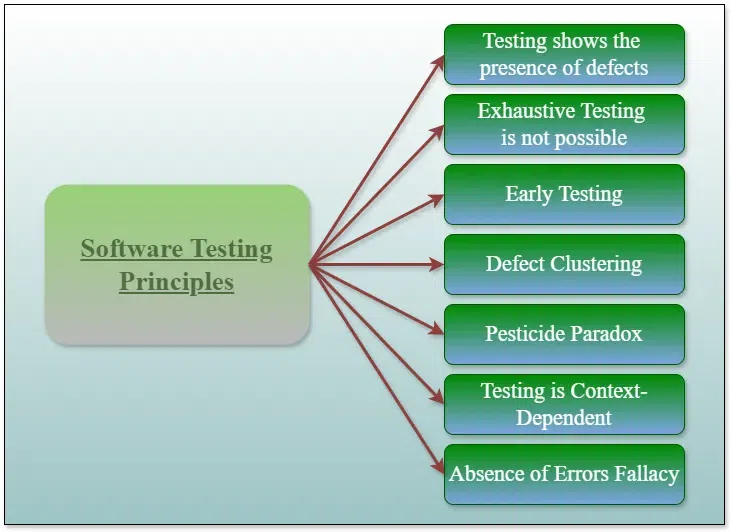 Software Testing
Principles
Testing shows the
presence of defects
Exhaustive Testing
is not possible
Early Testing
Defect Clustering
Pesticide Paradox
Testing is Context-
Dependent
Absence of Errors Fallacy